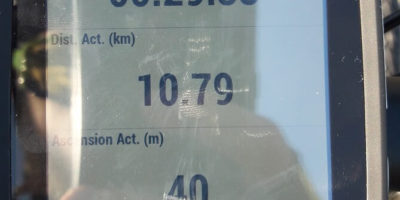 Dist. Act. (km)
10.79
Ascension Act. (m)
40